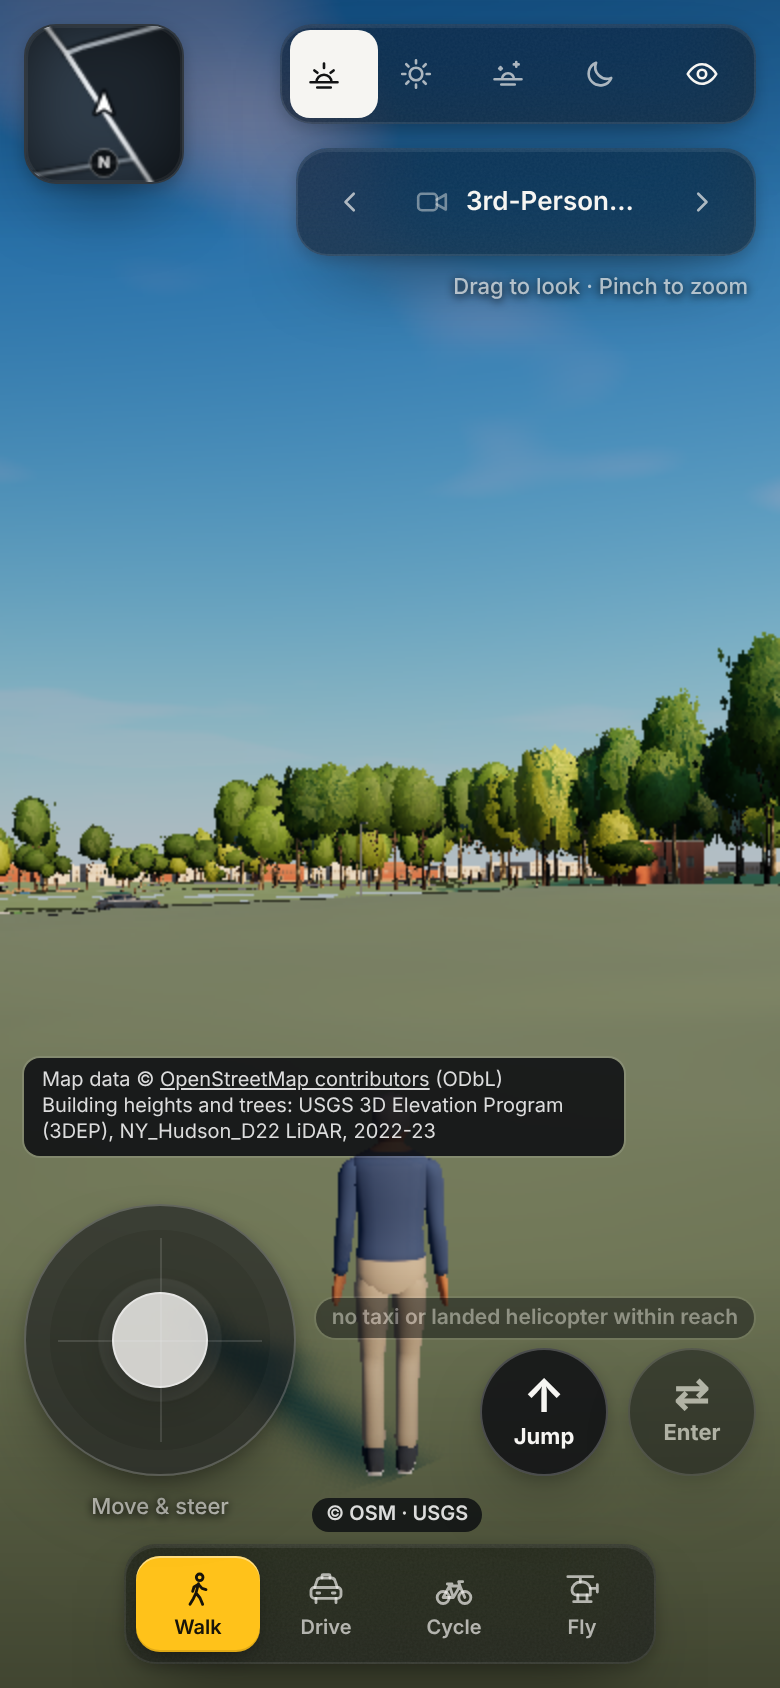 N
3rd-Person...
Drag to look · Pinch to zoom
Map data © OpenStreetMap contributors (ODbL)
Building heights and trees: USGS 3D Elevation Program
(3DEP), NY_Hudson_D22 LiDAR, 2022-23
no taxi or landed helicopter within reach
Jump
Enter
Move & steer
© OSM · USGS
Walk
Drive
Cycle
Fly